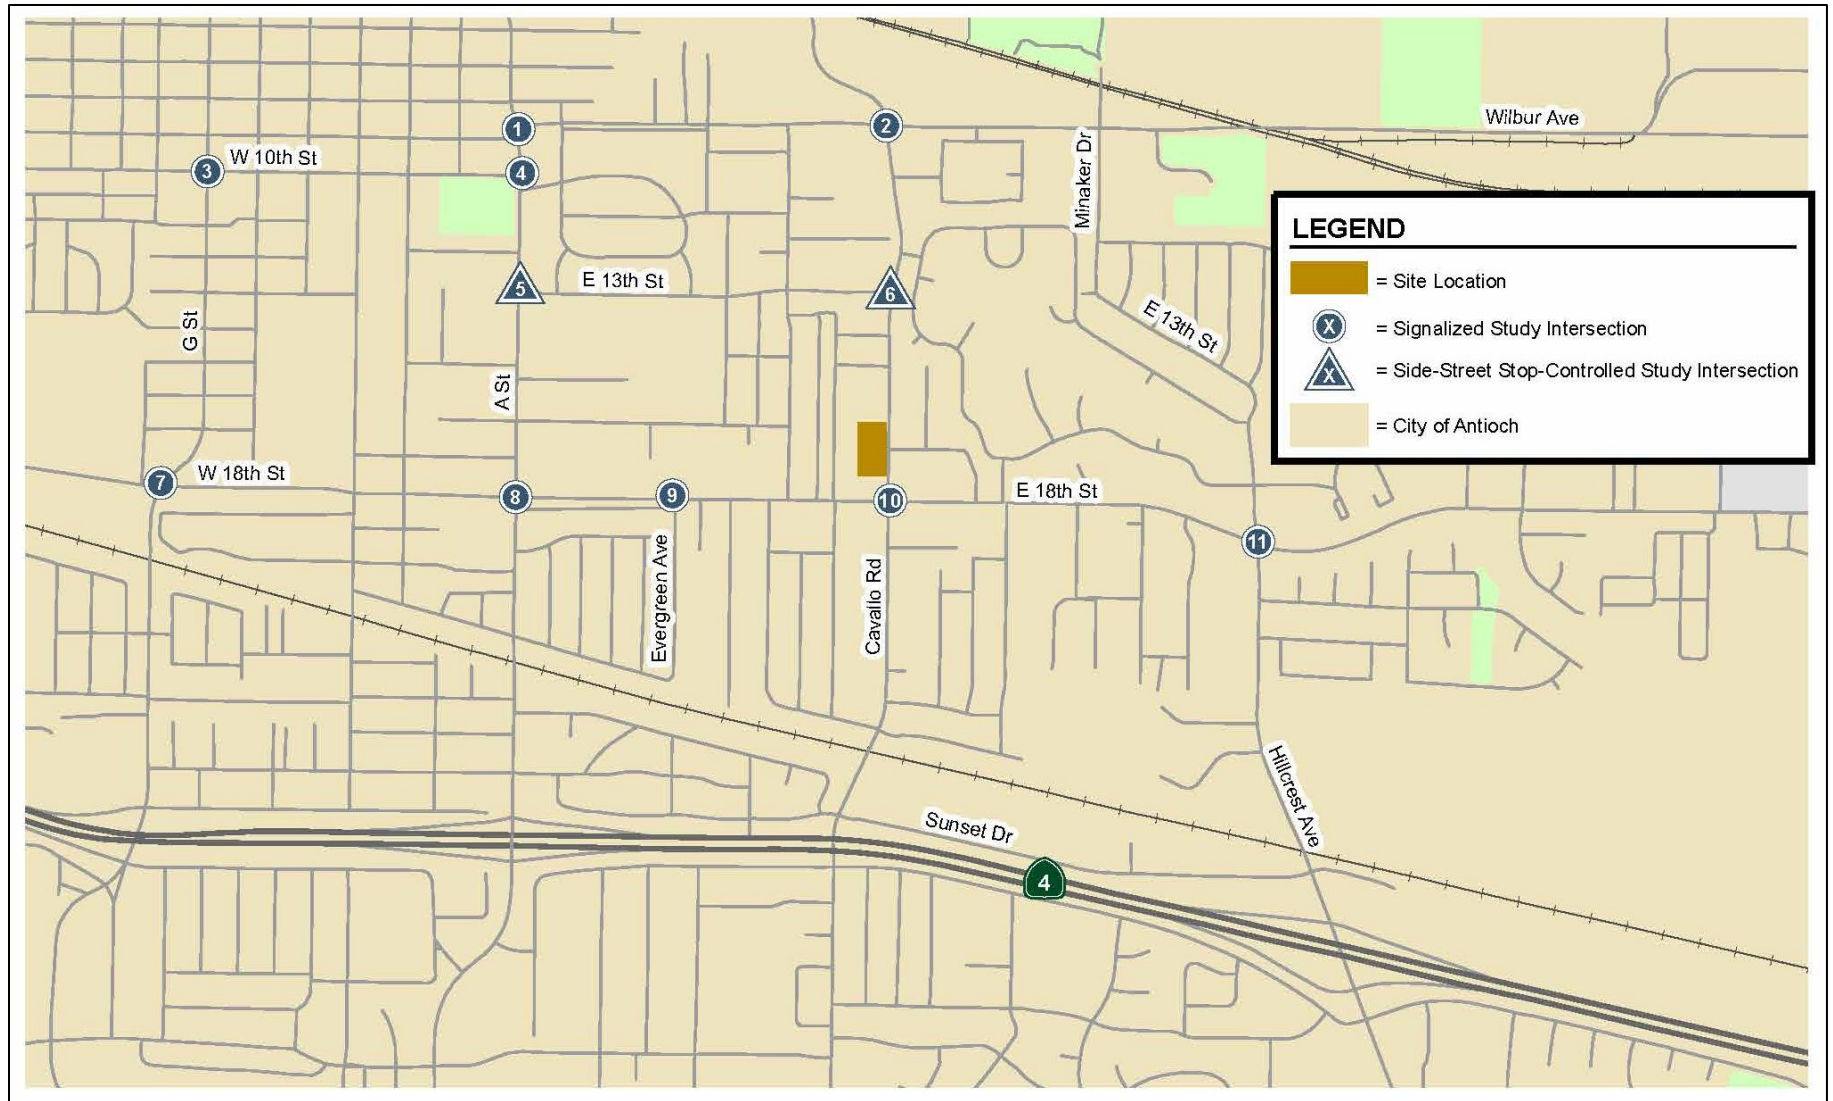 Wilbur Ave
1
2
W 10th St
3
4
Minaker Dr
LEGEND
= Site Location
X = Signalized Study Intersection
X = Side-Street Stop-Controlled Study Intersection
= City of Antioch
5
E 13th St
6
E 13th St
G St
A St
7
W 18th St
8
9
10
E 18th St
11
Evergreen Ave
Cavallo Rd
Hillcrest Ave
Sunset Dr
4